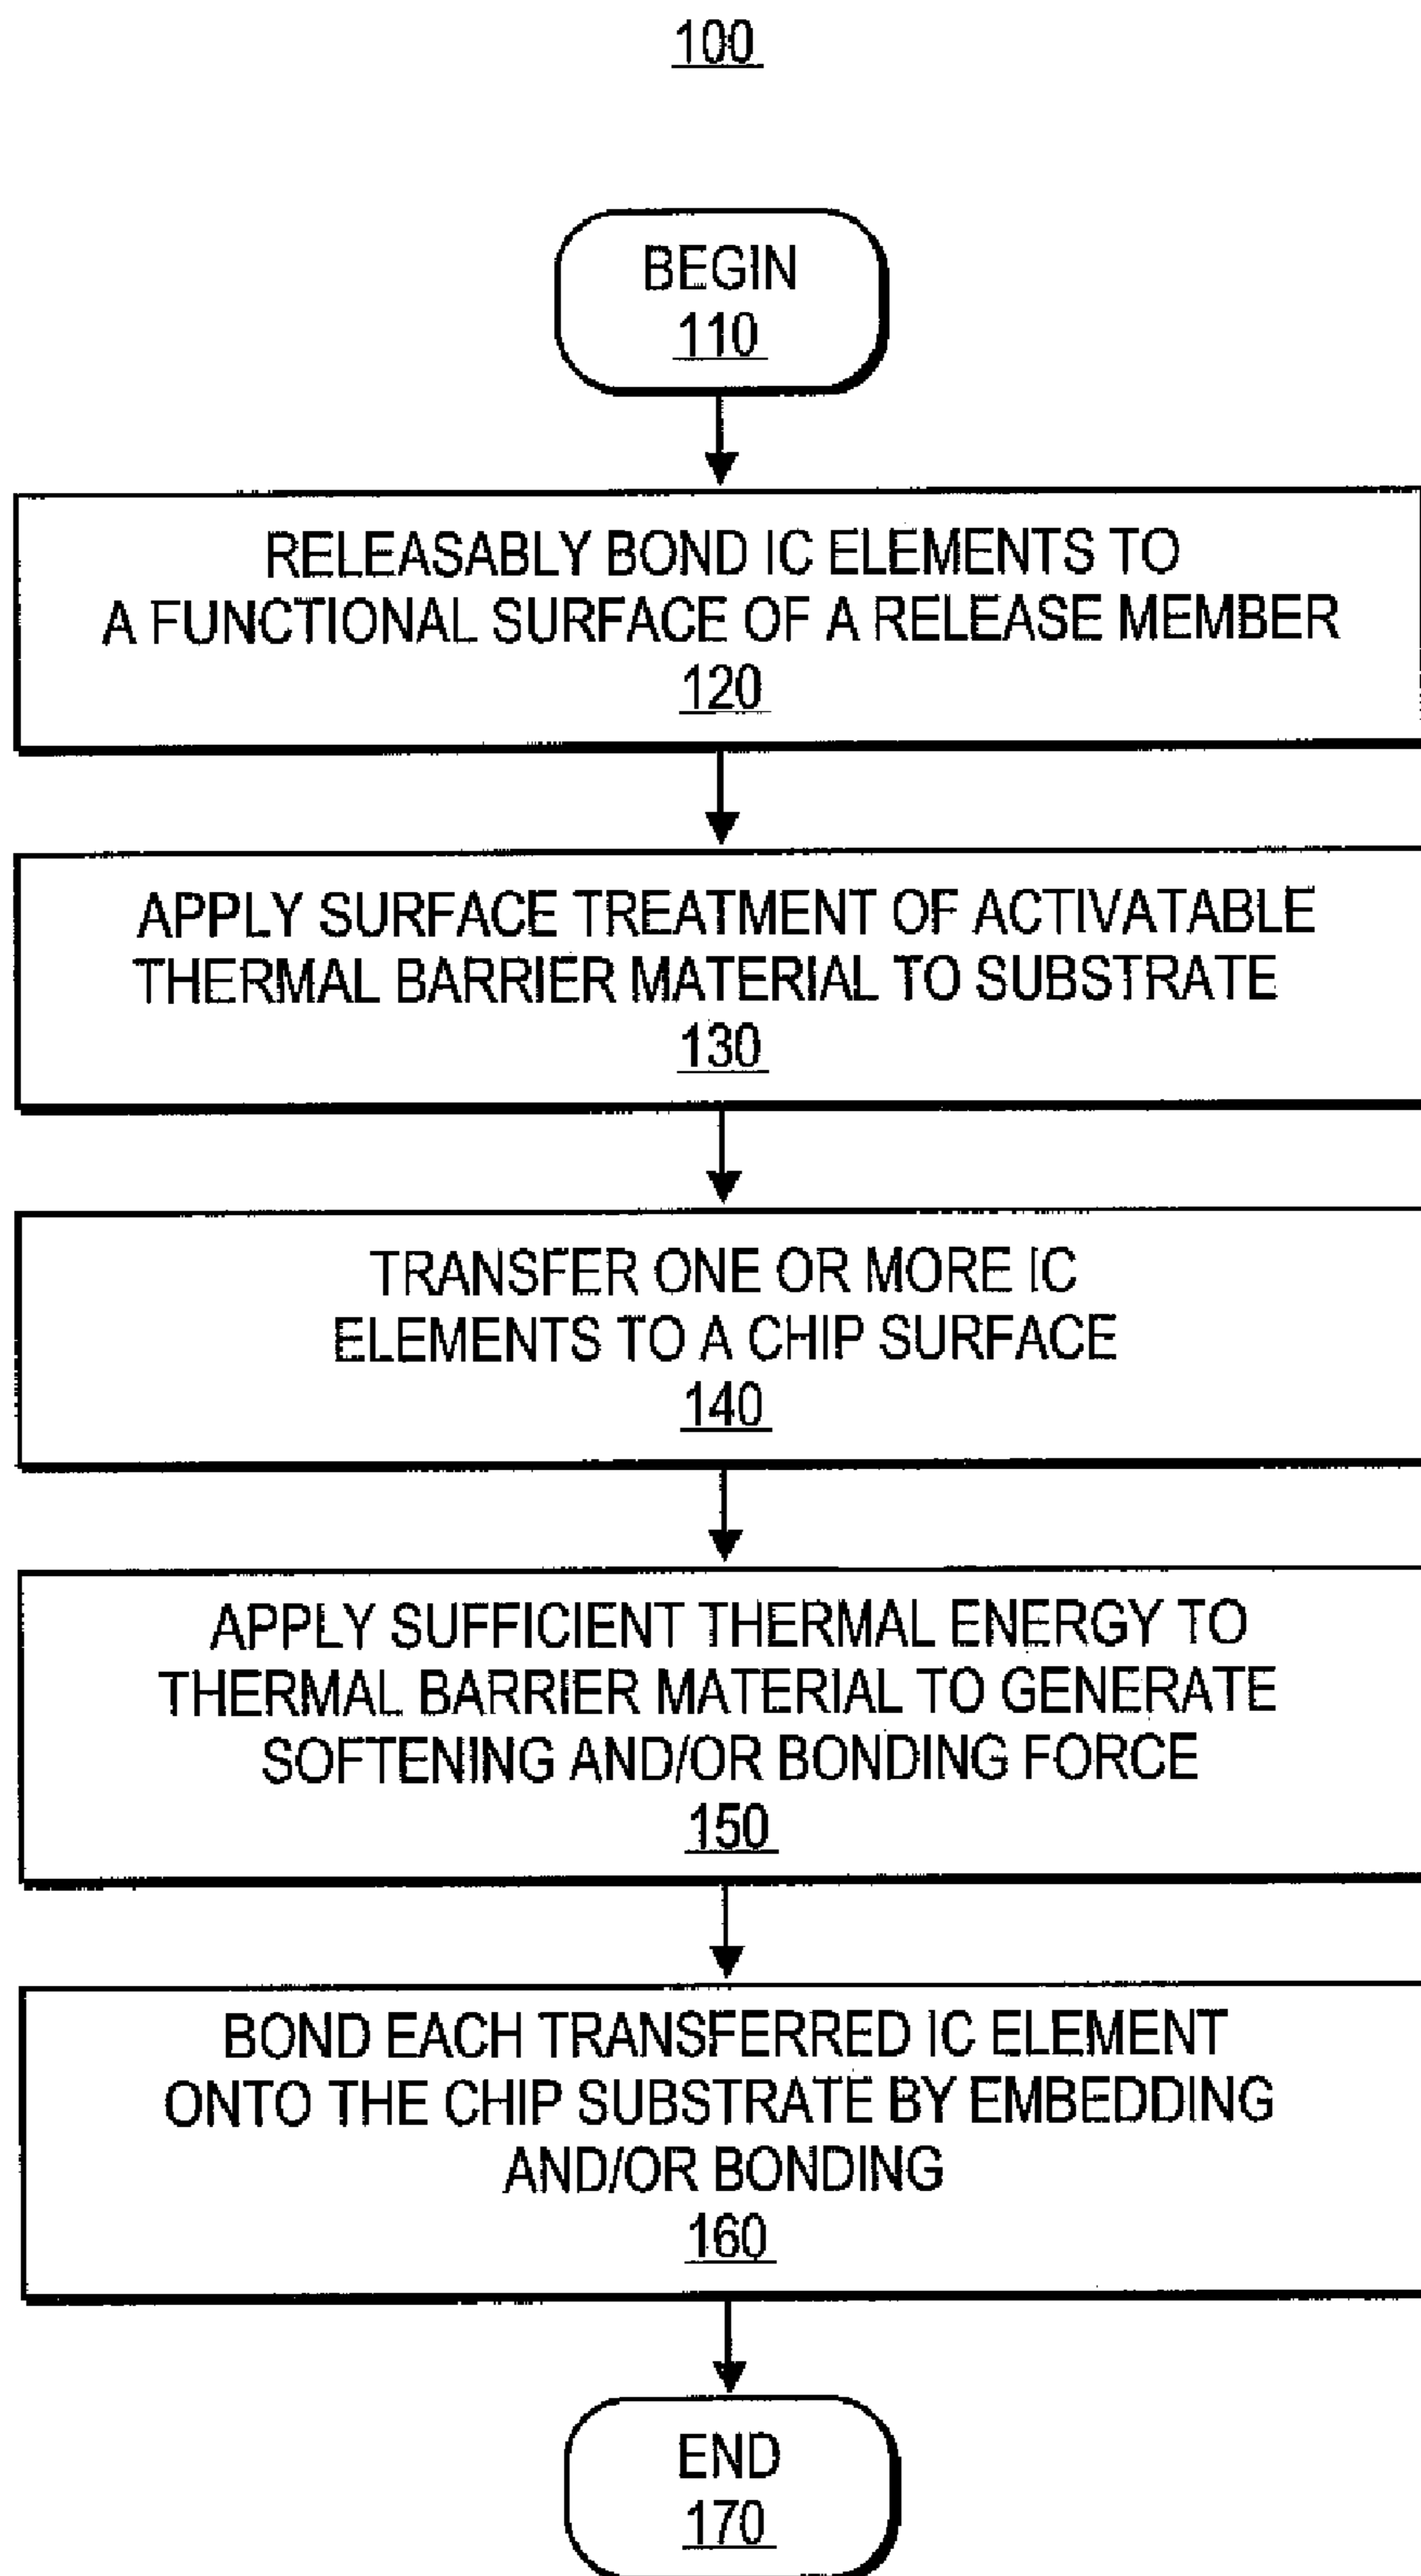 100
BEGIN
110
RELEASABLY BOND IC ELEMENTS TO
A FUNCTIONAL SURFACE OF A RELEASE MEMBER
120
APPLY SURFACE TREATMENT OF ACTIVATABLE
THERMAL BARRIER MATERIAL TO SUBSTRATE
130
TRANSFER ONE OR MORE IC
ELEMENTS TO A CHIP SURFACE
140
APPLY SUFFICIENT THERMAL ENERGY TO
THERMAL BARRIER MATERIAL TO GENERATE
SOFTENING AND/OR BONDING FORCE
150
BOND EACH TRANSFERRED IC ELEMENT
ONTO THE CHIP SUBSTRATE BY EMBEDDING
AND/OR BONDING
160
END
170